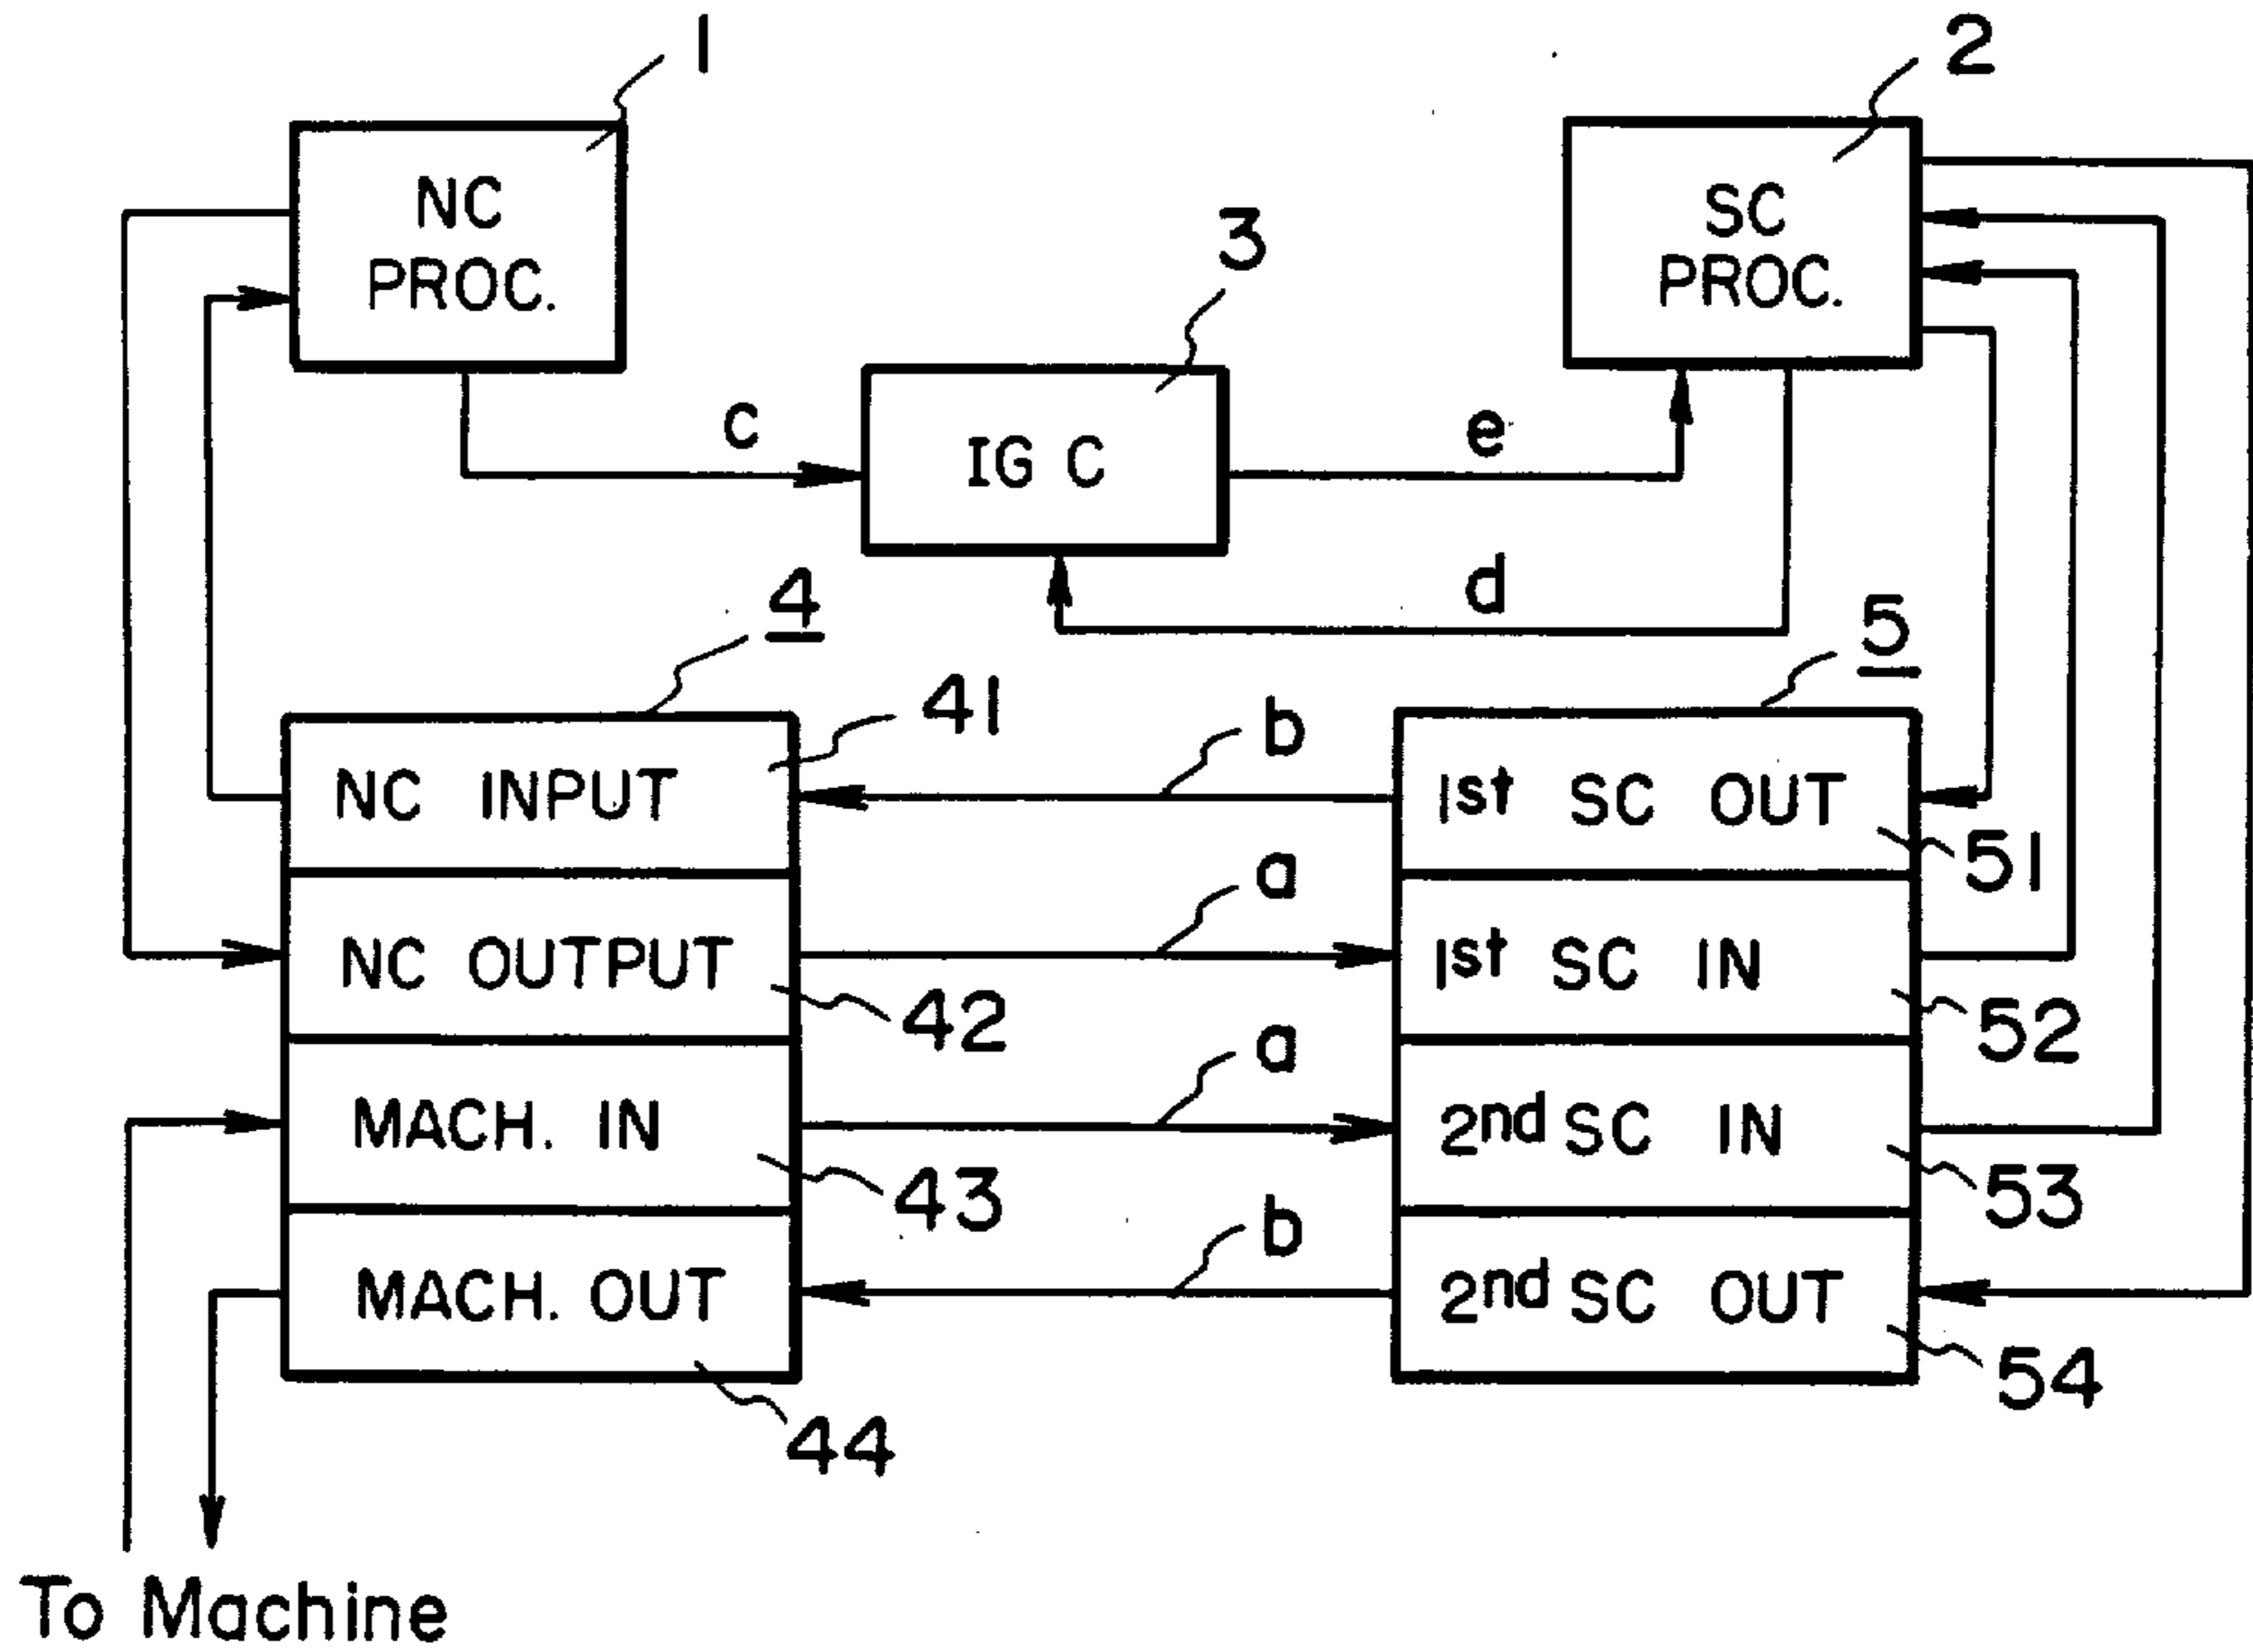 1
2
NC
PROC.
SC
PROC.
3
c
IG C
e
d
4
5
41
b
NC INPUT
1st SC OUT
51
a
NC OUTPUT
1st SC IN
42
52
a
MACH. IN
2nd SC IN
43
53
b
MACH. OUT
2nd SC OUT
44
54
To Machine